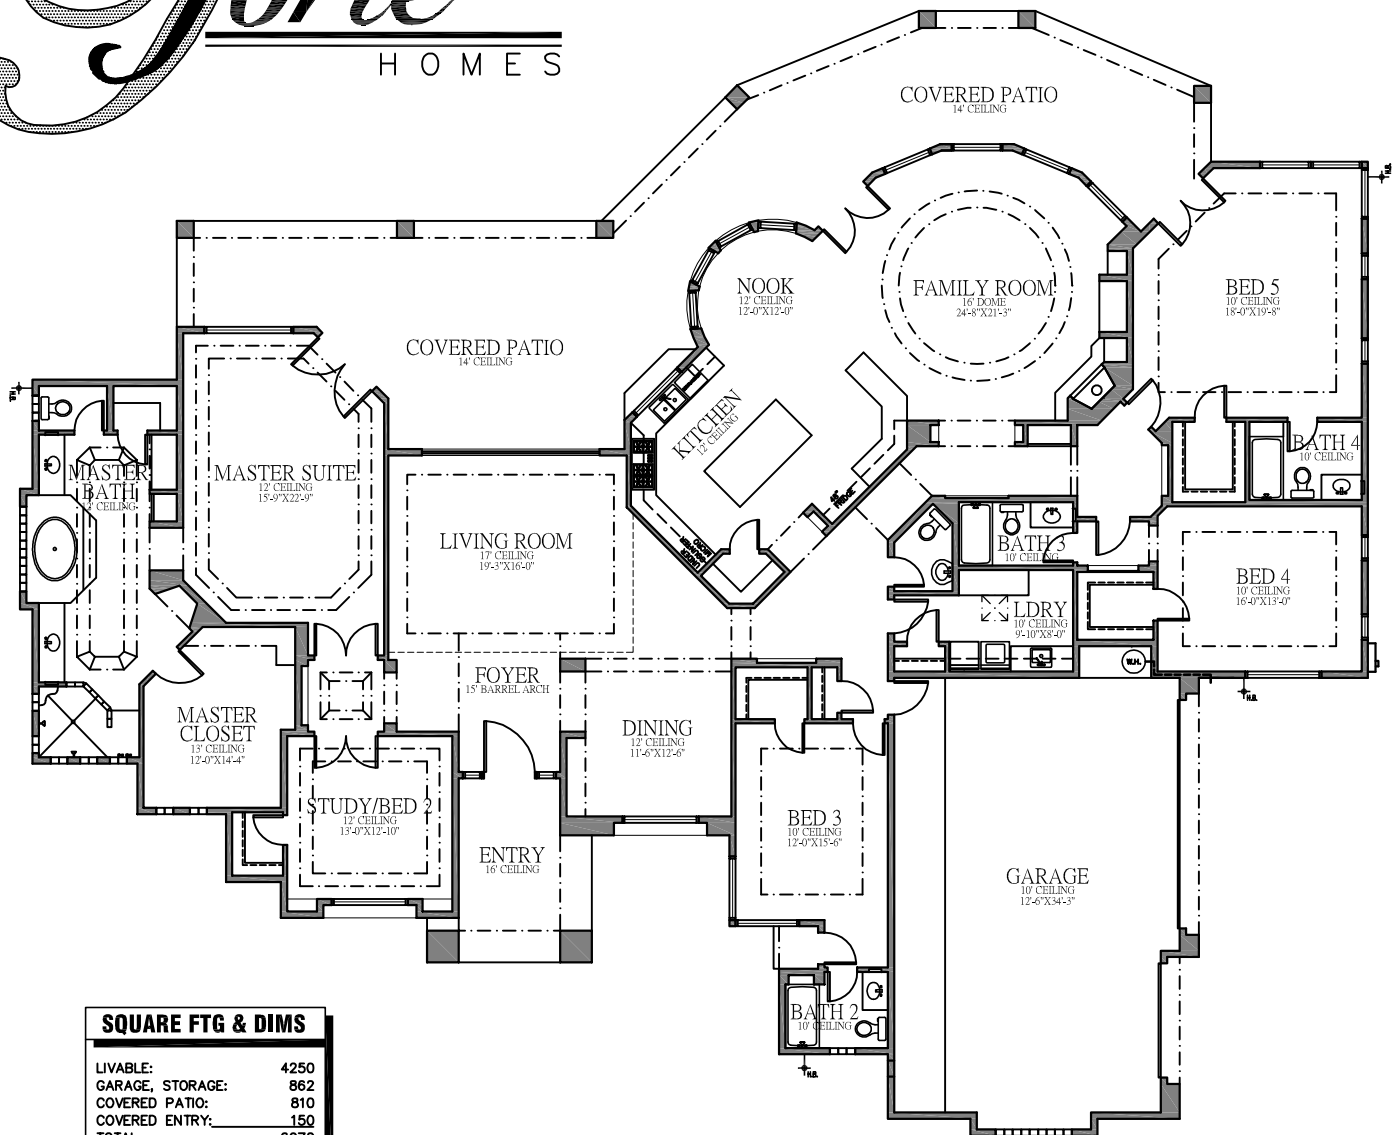 HOMES
COVERED PATIO
14' CEILING
H.B.
NOOK
12' CEILING
12'-0"X12'-0"
FAMILY ROOM
16' DOME
24'-8"X21'-3"
BED 5
10' CEILING
18'-0"X19'-8"
COVERED PATIO
14' CEILING
H.B.
KITCHEN
12' CEILING
MASTER
BATH
12' CEILING
MASTER SUITE
12' CEILING
15'-9"X22'-9"
BATH 4
10' CEILING
48"
FRIDGE
LIVING ROOM
17' CEILING
19'-3"X16'-0"
UNDER
COUNTER
MICRO
BATH 3
10' CEILING
BED 4
10' CEILING
16'-0"X13'-0"
LDRY
10' CEILING
9'-10"X8'-0"
W.H.
H.B.
FOYER
15' BARREL ARCH
MASTER
CLOSET
13' CEILING
12'-0"X14'-4"
DINING
12' CEILING
11'-6"X12'-6"
STUDY/BED 2
12' CEILING
13'-0"X12'-10"
BED 3
10' CEILING
12'-0"X15'-6"
ENTRY
16' CEILING
GARAGE
10' CEILING
12'-6"X34'-3"
BATH 2
10' CEILING
H.B.
SQUARE FTG & DIMS
LIVABLE: 4250
GARAGE, STORAGE: 862
COVERED PATIO: 810
COVERED ENTRY: 150